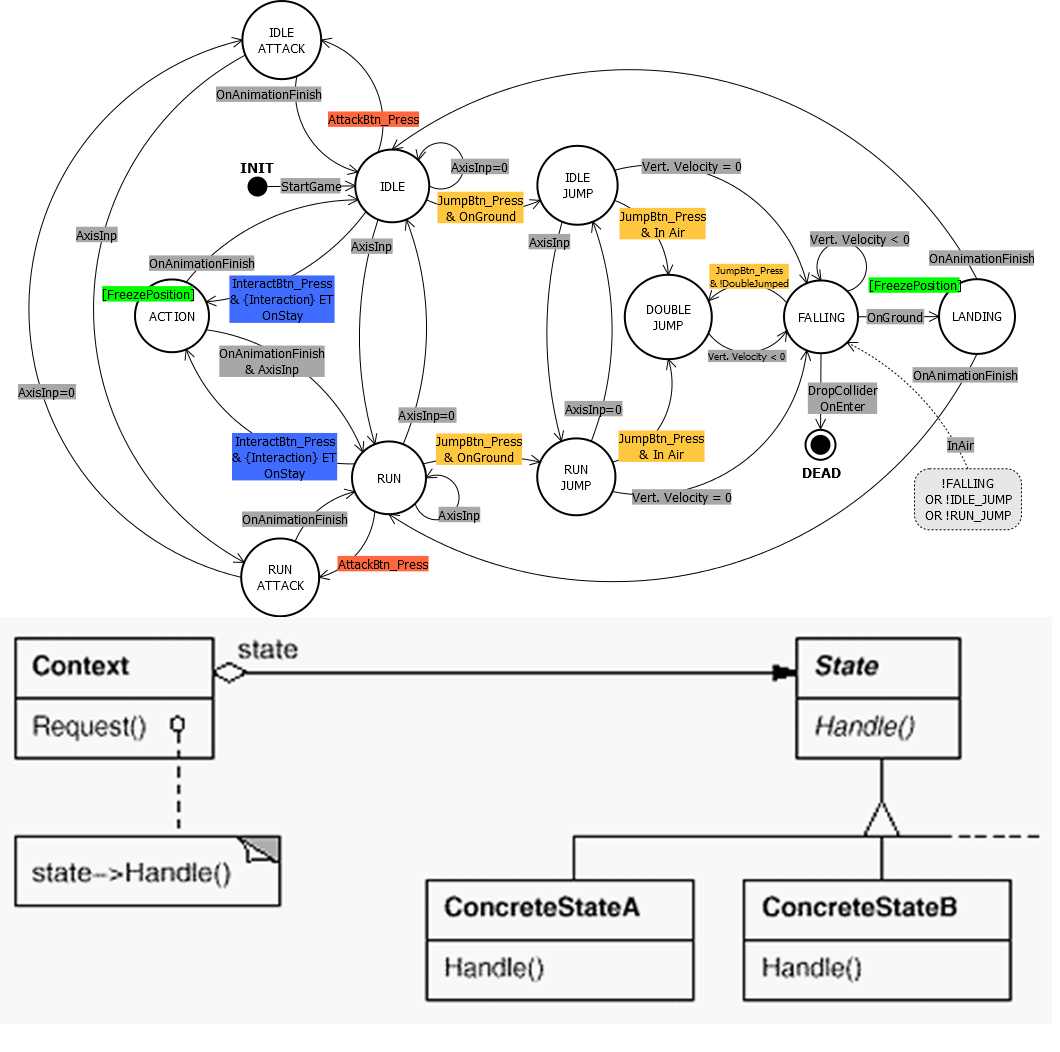 IDLE
ATTACK
OnAnimationFinish
AttackBtn_Press
INIT
StartGame
IDLE
AxisInp=0
JumpBtn_Press
& OnGround
IDLE
JUMP
Vert. Velocity = 0
JumpBtn_Press
& In Air
AxisInp
AxisInp
AxisInp
Vert. Velocity < 0
OnAnimationFinish
OnAnimationFinish
[FreezePosition]
ACTION
InteractBtn_Press
& {Interaction} ET
OnStay
JumpBtn_Press
& !DoubleJumped
[FreezePosition]
DOUBLE
JUMP
FALLING
OnGround
LANDING
Vert. Velocity < 0
OnAnimationFinish
& AxisInp
OnAnimationFinish
AxisInp=0
DropCollider
OnEnter
AxisInp=0
AxisInp=0
InteractBtn_Press
& {Interaction} ET
OnStay
JumpBtn_Press
& OnGround
JumpBtn_Press
& In Air
InAir
DEAD
RUN
RUN
JUMP
Vert. Velocity = 0
!FALLING
OR !IDLE_JUMP
OR !RUN_JUMP
OnAnimationFinish
AxisInp
AttackBtn_Press
RUN
ATTACK
Context
state
State
Request()
Handle()
state->Handle()
ConcreteStateA
ConcreteStateB
Handle()
Handle()